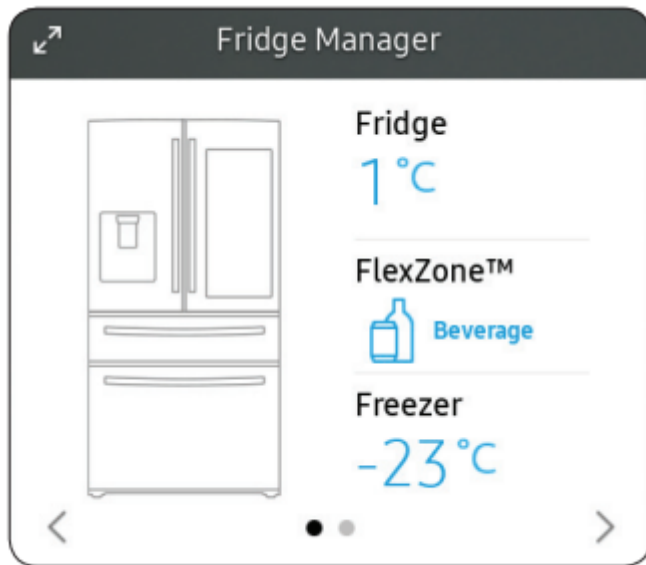 Fridge Manager
Fridge
1°C
FlexZone™
Beverage
Freezer
-23°C